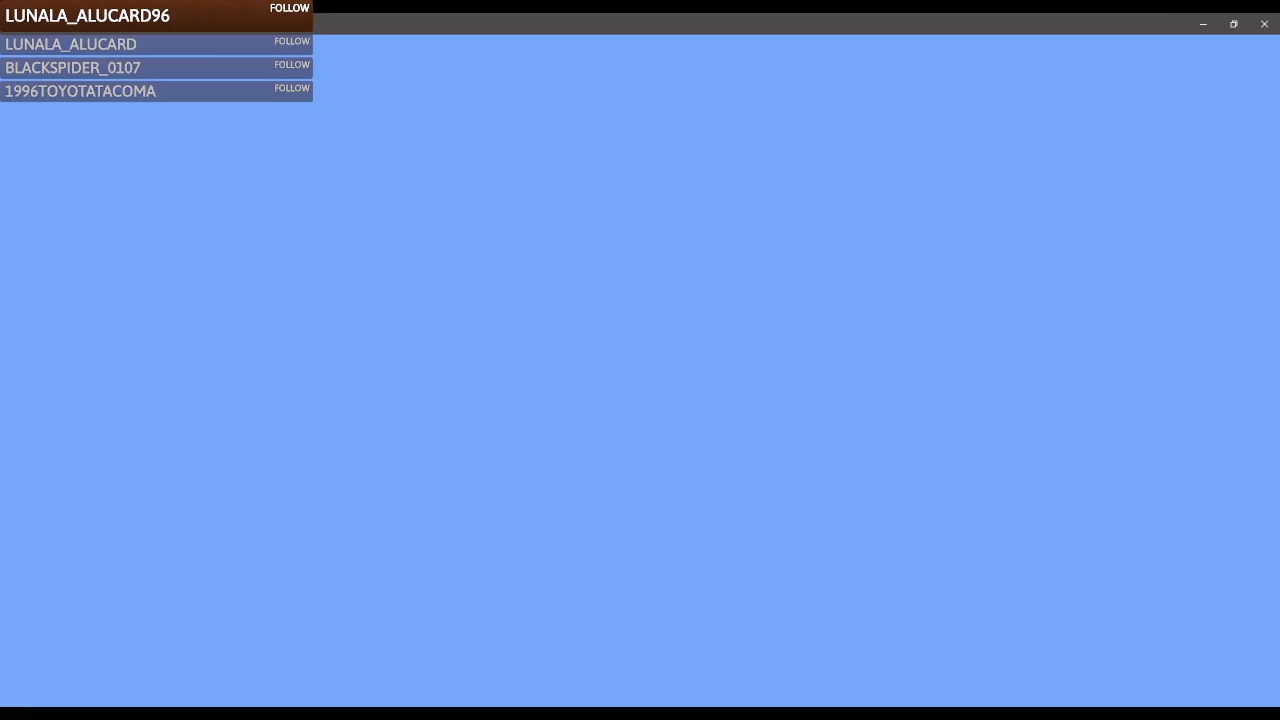 LUNALA_ALUCARD96 FOLLOW
LUNALA_ALUCARD FOLLOW
BLACKSPIDER_0107 FOLLOW
1996TOYOTATACOMA FOLLOW